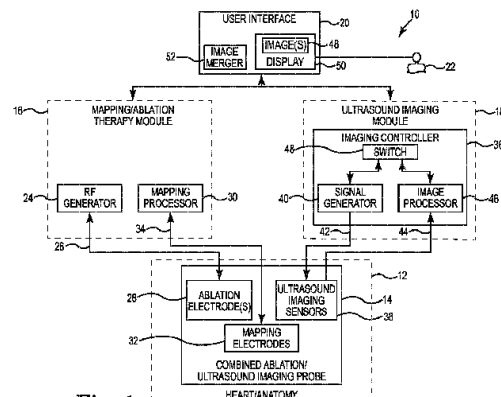 USER INTERFACE
20
10
IMAGE(S)
48
52
IMAGE
MERGER
DISPLAY
50
22
16
MAPPING/ABLATION
THERAPY MODULE
ULTRASOUND IMAGING
MODULE
18
IMAGING CONTROLLER
36
48
SWITCH
24
RF
GENERATOR
MAPPING
PROCESSOR
30
40
SIGNAL
GENERATOR
IMAGE
PROCESSOR
46
34
26
42
44
12
28
ABLATION
ELECTRODE(S)
ULTRASOUND
IMAGING
SENSORS
14
38
32
MAPPING
ELECTRODES
COMBINED ABLATION/
ULTRASOUND IMAGING PROBE
HEART/ANATOMY